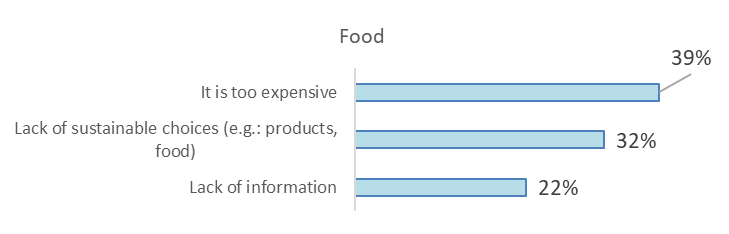 Food
39%
It is too expensive
Lack of sustainable choices (e.g.: products,
food)
32%
Lack of information
22%